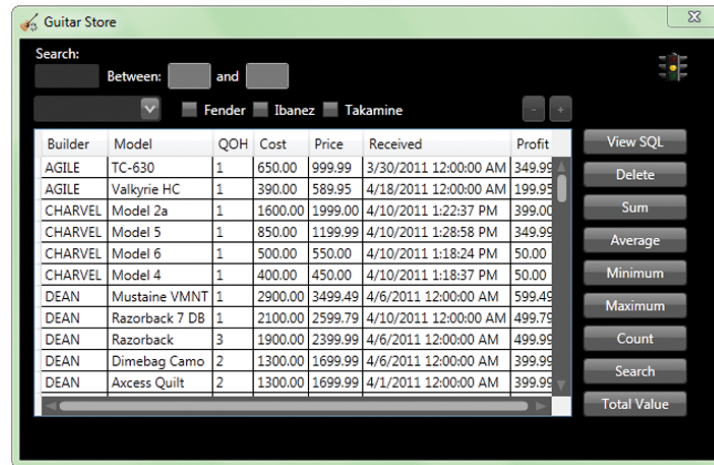 Guitar Store
Search:
Between: and
Fender Ibanez Takamine - +
Builder Model QOH Cost Price Received Profit
AGILE TC-630 1 650.00 999.99 3/30/2011 12:00:00 AM 349.99
AGILE Valkyrie HC 1 390.00 589.95 4/18/2011 12:00:00 AM 199.95
CHARVEL Model 2a 1 1600.00 1999.00 4/10/2011 1:22:37 PM 399.00
CHARVEL Model 5 1 850.00 1199.99 4/10/2011 1:28:58 PM 349.99
CHARVEL Model 6 1 500.00 550.00 4/10/2011 1:18:24 PM 50.00
CHARVEL Model 4 1 400.00 450.00 4/10/2011 1:18:37 PM 50.00
DEAN Mustaine VMNT 1 2900.00 3499.49 4/6/2011 12:00:00 AM 599.49
DEAN Razorback 7 DB 1 2100.00 2599.79 4/10/2011 12:00:00 AM 499.79
DEAN Razorback 3 1900.00 2399.99 4/6/2011 12:00:00 AM 499.99
DEAN Dimebag Camo 2 1300.00 1699.99 4/6/2011 12:00:00 AM 399.99
DEAN Axcess Quilt 2 1300.00 1699.99 4/1/2011 12:00:00 AM 399.99
View SQL
Delete
Sum
Average
Minimum
Maximum
Count
Search
Total Value